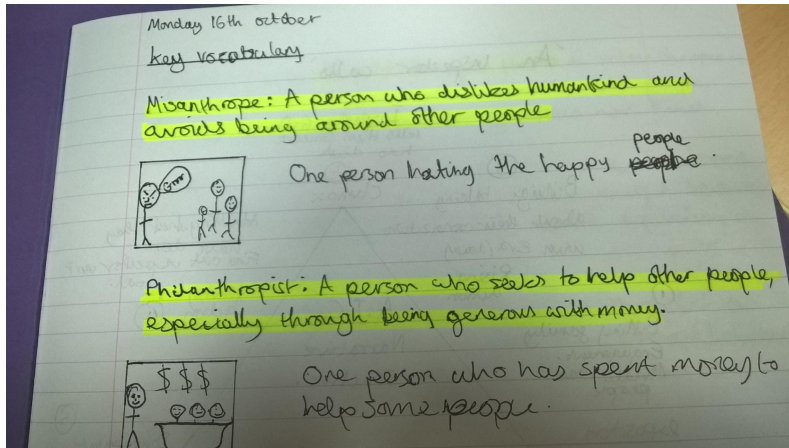 Monday 16th october
key vocabulary
Misanthrope: A person who dislikes humankind and
avoids being around other people
Grrr
people
One person hating the happy people.
Philanthropist: A person who seeks to help other people,
especially through being generous with money.
$ $ $
One person who has spent money to
help some people.